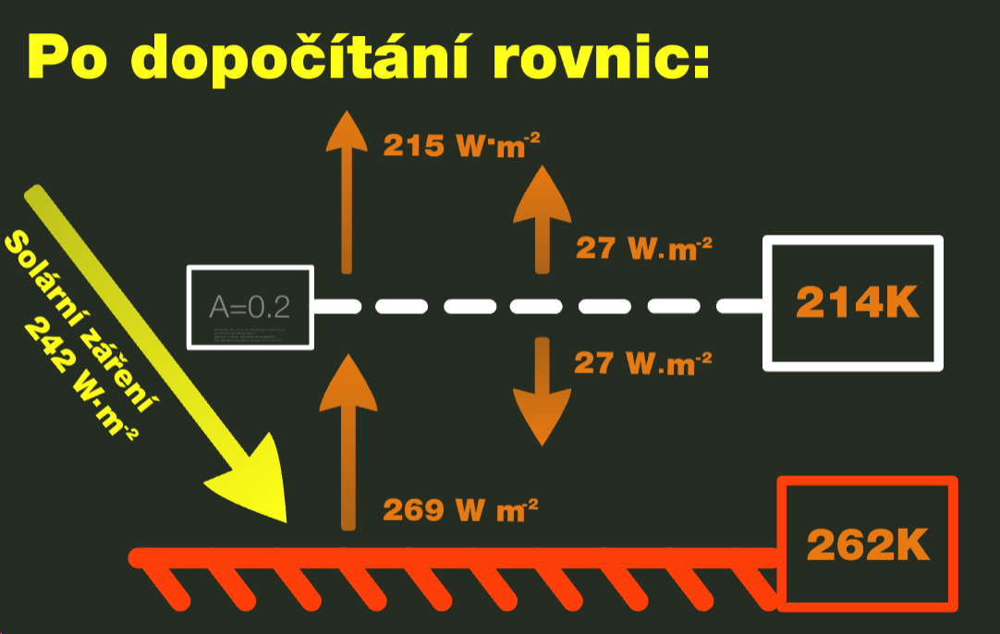 Po dopočítání rovnic:
215 W·m-2
27 W.m-2
Solární záření
242 W·m-2
A=0.2
214K
27 W.m-2
269 W m-2
262K